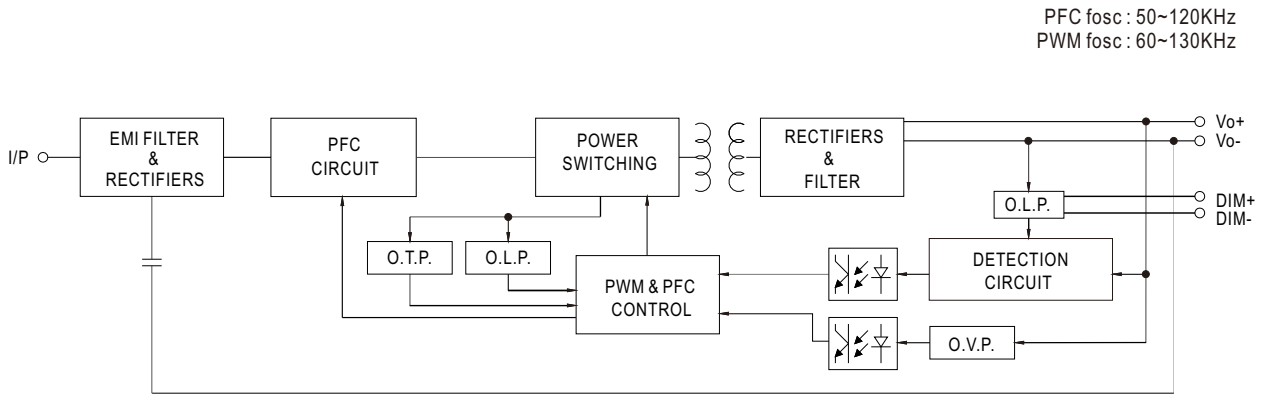 PFC fosc : 50~120KHz
PWM fosc : 60~130KHz
I/P
EMI FILTER
&
RECTIFIERS
PFC
CIRCUIT
POWER
SWITCHING
RECTIFIERS
&
FILTER
Vo+
Vo-
O.L.P.
DIM+
DIM-
O.T.P.
O.L.P.
PWM & PFC
CONTROL
DETECTION
CIRCUIT
O.V.P.